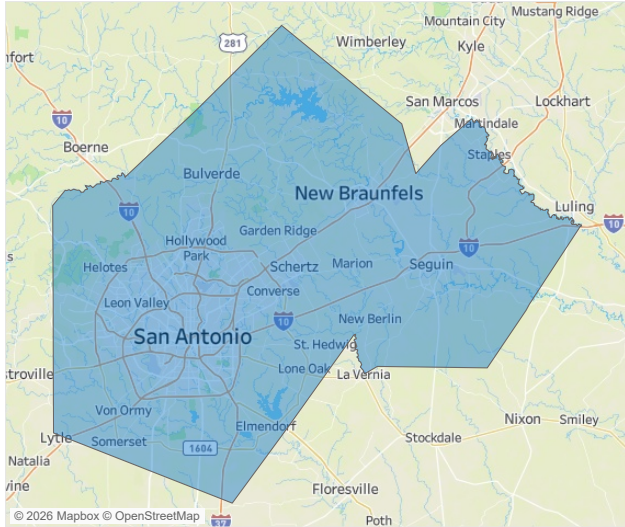 Mustang Ridge
Mountain City
281
Wimberley
Kyle
San Marcos
Lockhart
10
Martindale
Boerne
Staples
Bulverde
New Braunfels
Luling
10
10
Garden Ridge
Hollywood
Park
10
Helotes
Schertz
Marion
Seguin
Converse
Leon Valley
10
New Berlin
San Antonio
St. Hedwig
Lone Oak
La Vernia
Von Ormy
Nixon
Smiley
Elmendorf
Lytle
Somerset
Stockdale
1604
Natalia
Floresville
© 2026 Mapbox © OpenStreetMap
37
Poth